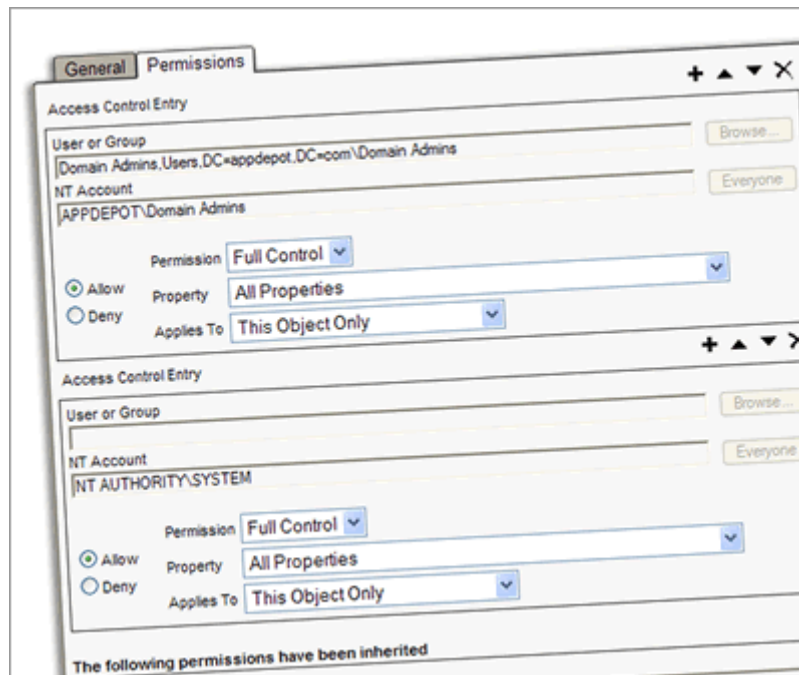 General Permissions
Access Control Entry
User or Group
Domain Admins,Users,DC=appdepot,DC=com\Domain Admins Browse...
NT Account
APPDEPOT\Domain Admins Everyone
Permission Full Control
Allow Property All Properties
Deny Applies To This Object Only
Access Control Entry
User or Group
Browse...
NT Account
NT AUTHORITY\SYSTEM Everyone
Permission Full Control
Allow Property All Properties
Deny Applies To This Object Only
The following permissions have been inherited